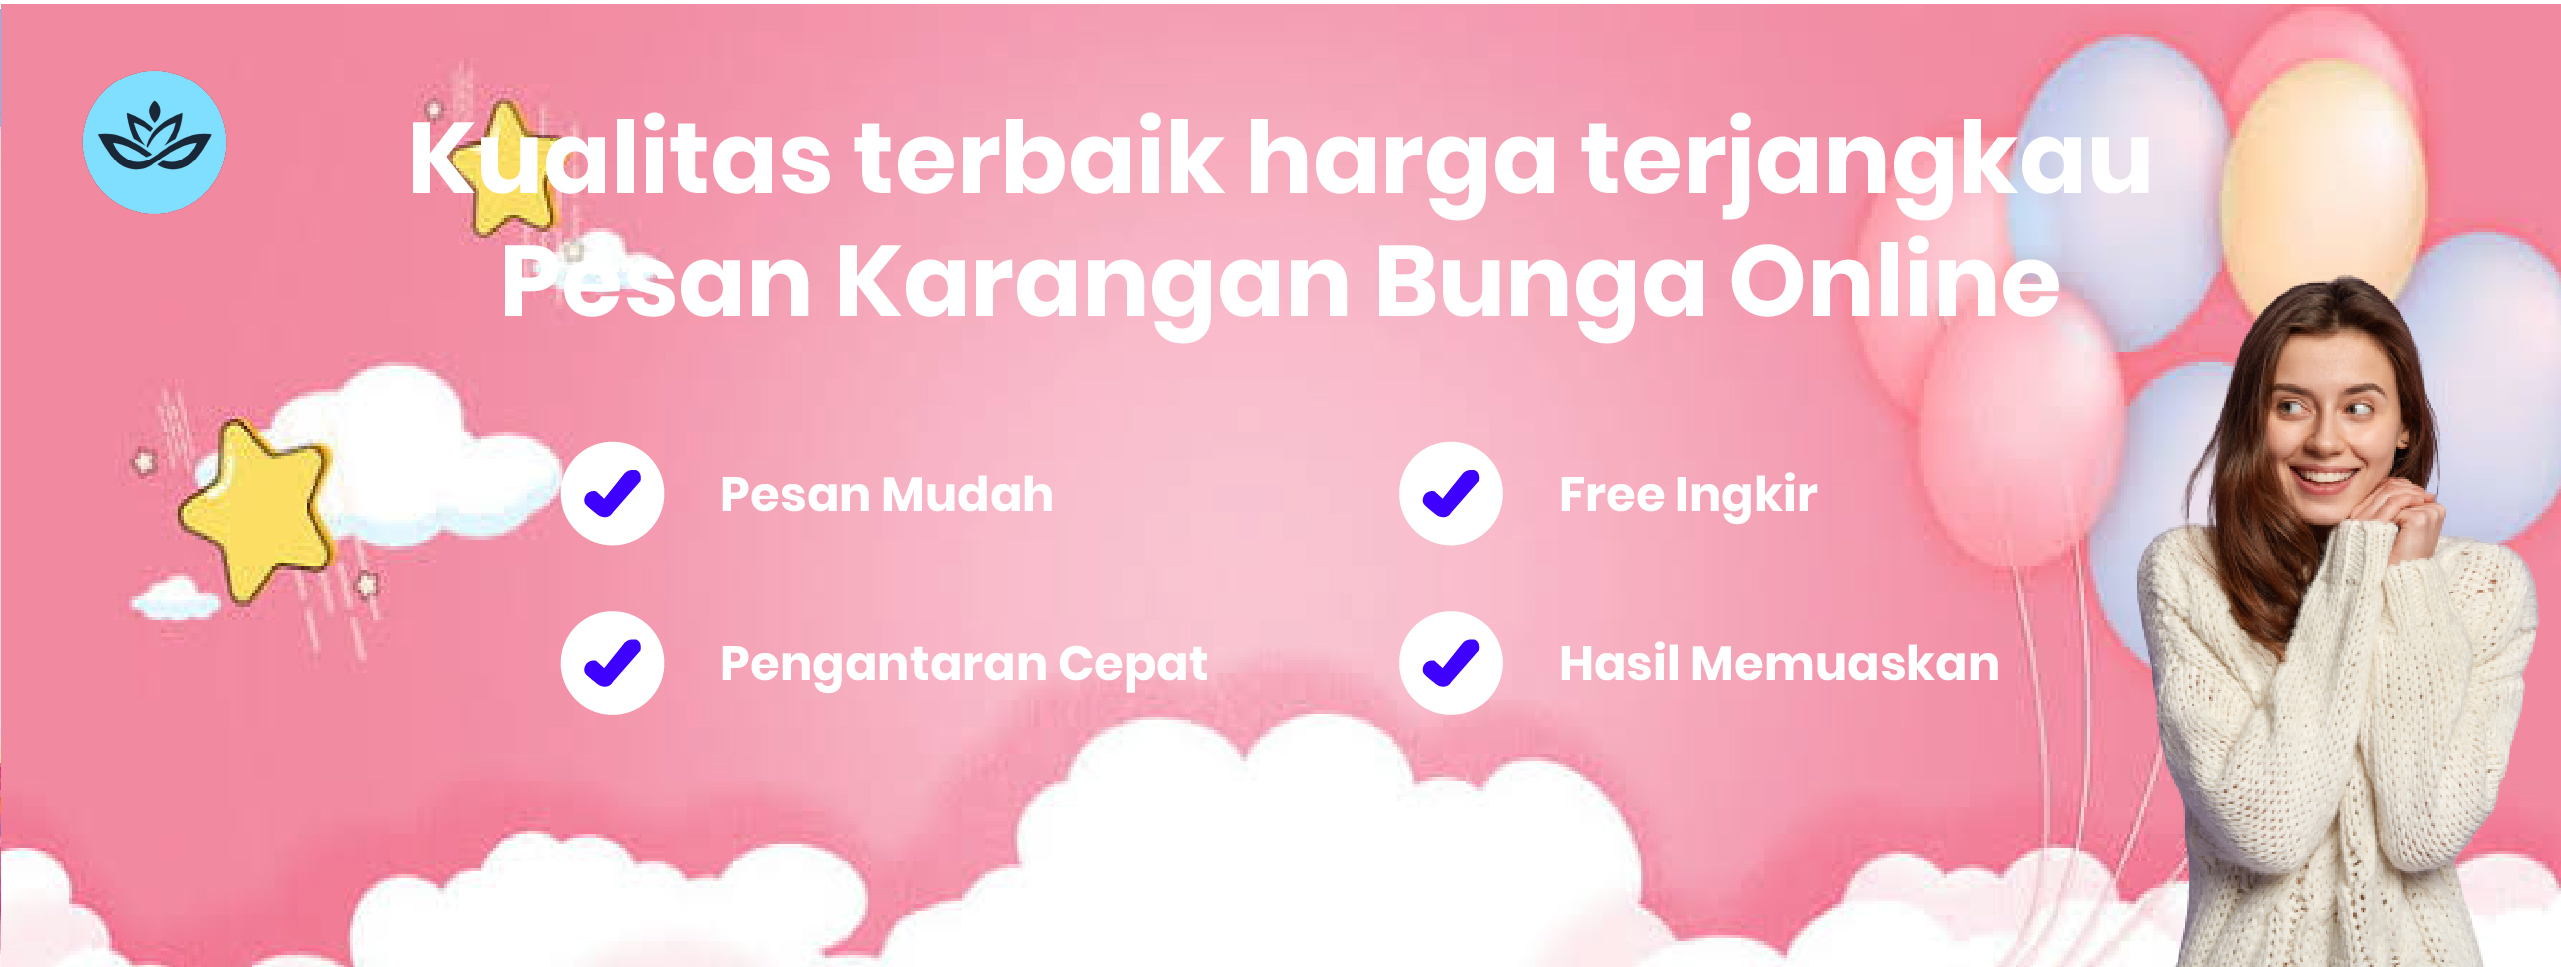 Kualitas terbaik harga terjangkau
Pesan Karangan Bunga Online
Pesan Mudah
Free Ingkir
Pengantaran Cepat
Hasil Memuaskan